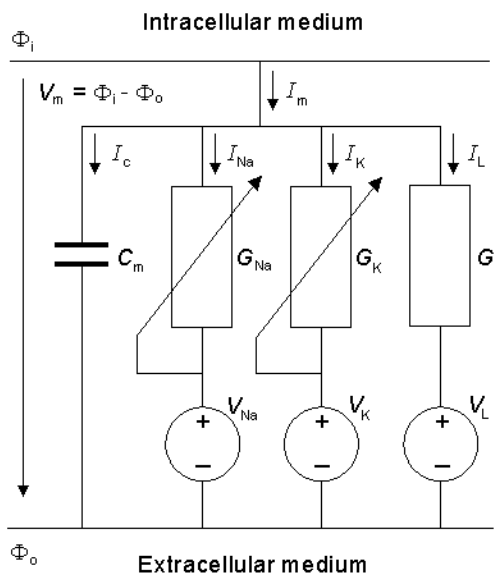 Intracellular medium
Φi
Vm = Φi - Φo
Im
Ic
INa
IK
IL
Cm
GNa
GK
G
VNa
VK
VL
+
+
+
−
−
−
Φo
Extracellular medium